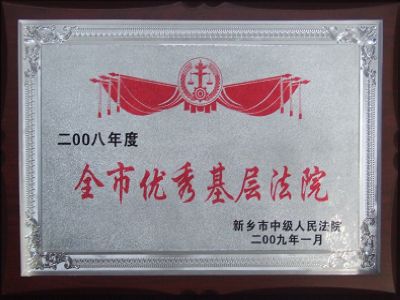 二00八年度
全市优秀基层法院
新乡市中级人民法院
二00九年一月